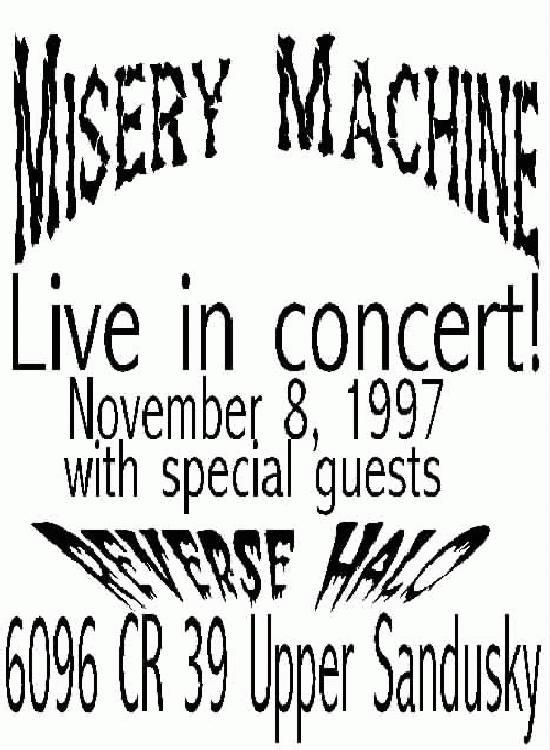 MISERY MACHINE
Live in concert!
November 8, 1997
with special guests
REVERSE HALO
6096 CR 39 Upper Sandusky